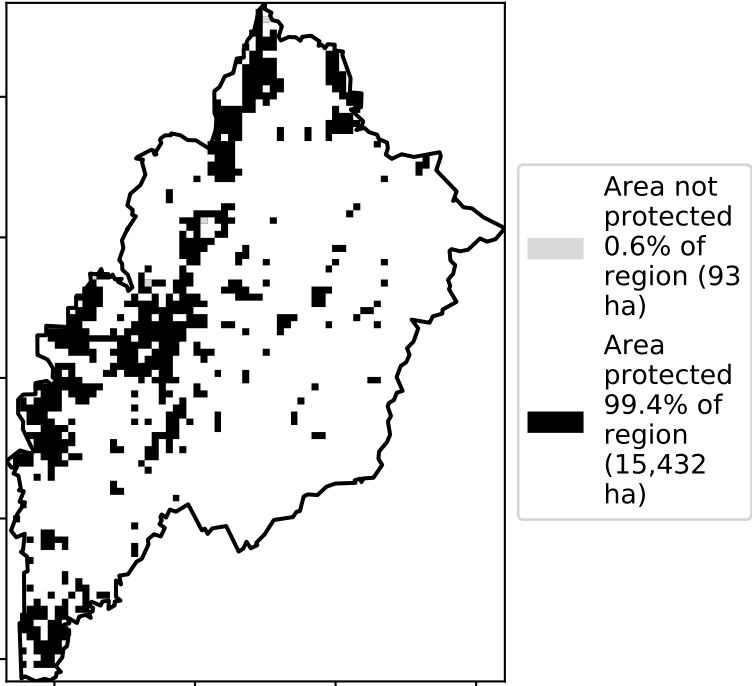 Area not
protected
0.6% of
region (93
ha)
Area
protected
99.4% of
region
(15,432
ha)